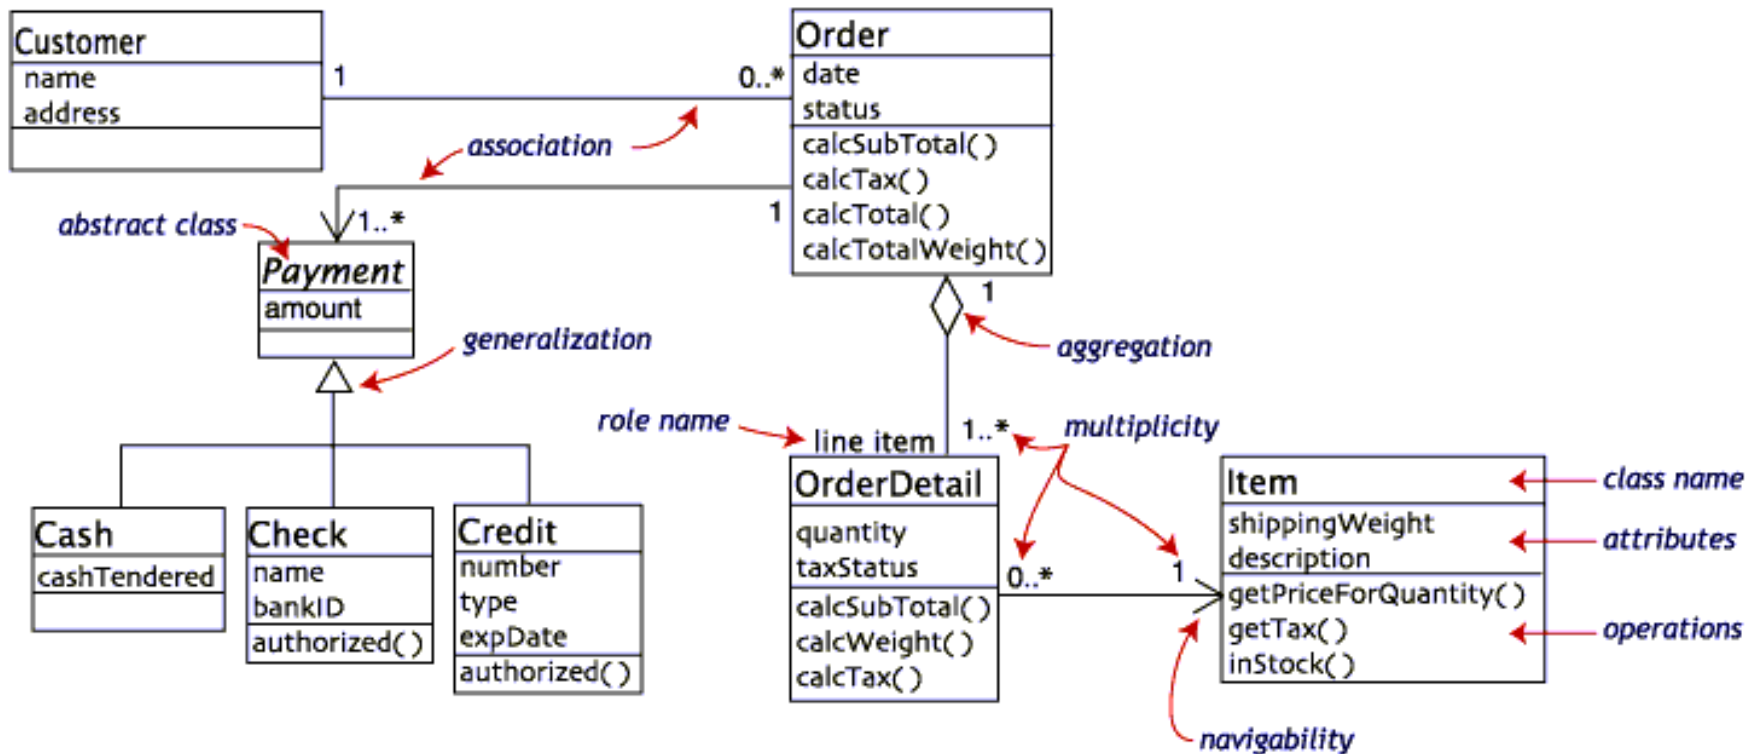 Customer
name
address
1
0..*
Order
date
status
calcSubTotal()
calcTax()
calcTotal()
calcTotalWeight()
association
1
1..*
abstract class
Payment
amount
generalization
1
aggregation
role name
line item
1..*
multiplicity
Cash
cashTendered
Check
name
bankID
authorized()
Credit
number
type
expDate
authorized()
OrderDetail
quantity
taxStatus
calcSubTotal()
calcWeight()
calcTax()
0..*
1
Item
shippingWeight
description
getPriceForQuantity()
getTax()
inStock()
class name
attributes
operations
navigability